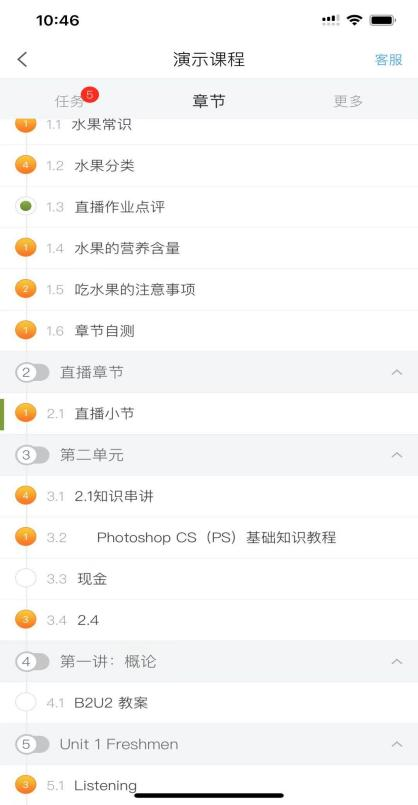 10:46
演示课程
客服
任务 5
章节
更多
1 1.1 水果常识
4 1.2 水果分类
1.3 直播作业点评
1 1.4 水果的营养含量
2 1.5 吃水果的注意事项
1 1.6 章节自测
2 直播章节
1 2.1 直播小节
3 第二单元
4 3.1 2.1知识串讲
1 3.2 Photoshop CS（PS）基础知识教程
3.3 现金
3 3.4 2.4
4 第一讲：概论
4.1 B2U2 教案
5 Unit 1 Freshmen
3 5.1 Listening